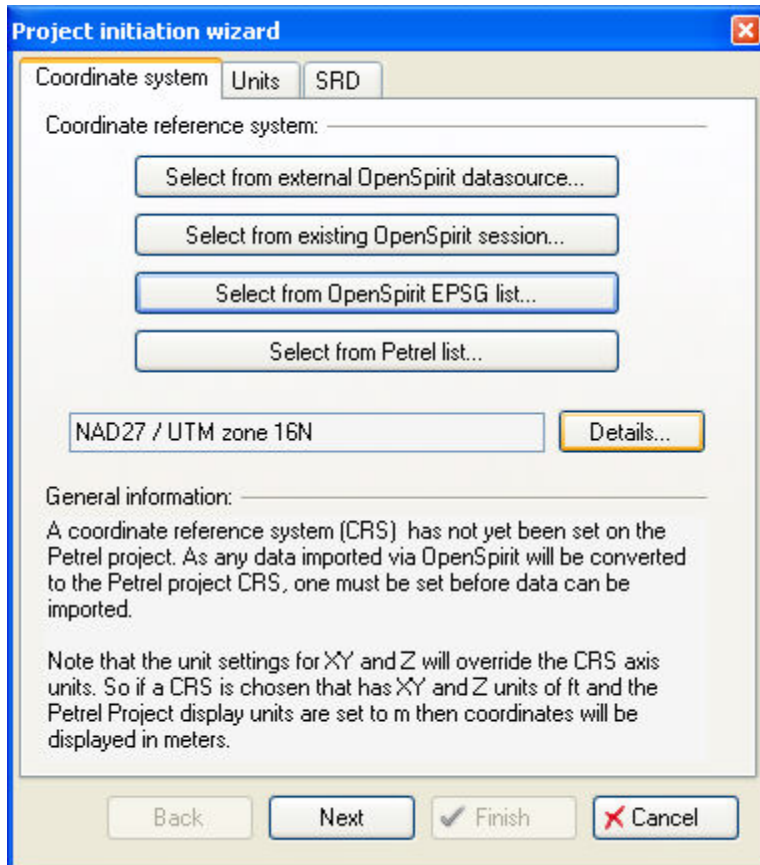 Project initiation wizard
Coordinate system Units SRD
Coordinate reference system:
Select from external OpenSpirit datasource...
Select from existing OpenSpirit session...
Select from OpenSpirit EPSG list...
Select from Petrel list...
NAD27 / UTM zone 16N Details...
General information:
A coordinate reference system (CRS) has not yet been set on the
Petrel project. As any data imported via OpenSpirit will be converted
to the Petrel project CRS, one must be set before data can be
imported.
Note that the unit settings for XY and Z will override the CRS axis
units. So if a CRS is chosen that has XY and Z units of ft and the
Petrel Project display units are set to m then coordinates will be
displayed in meters.
Back Next Finish Cancel